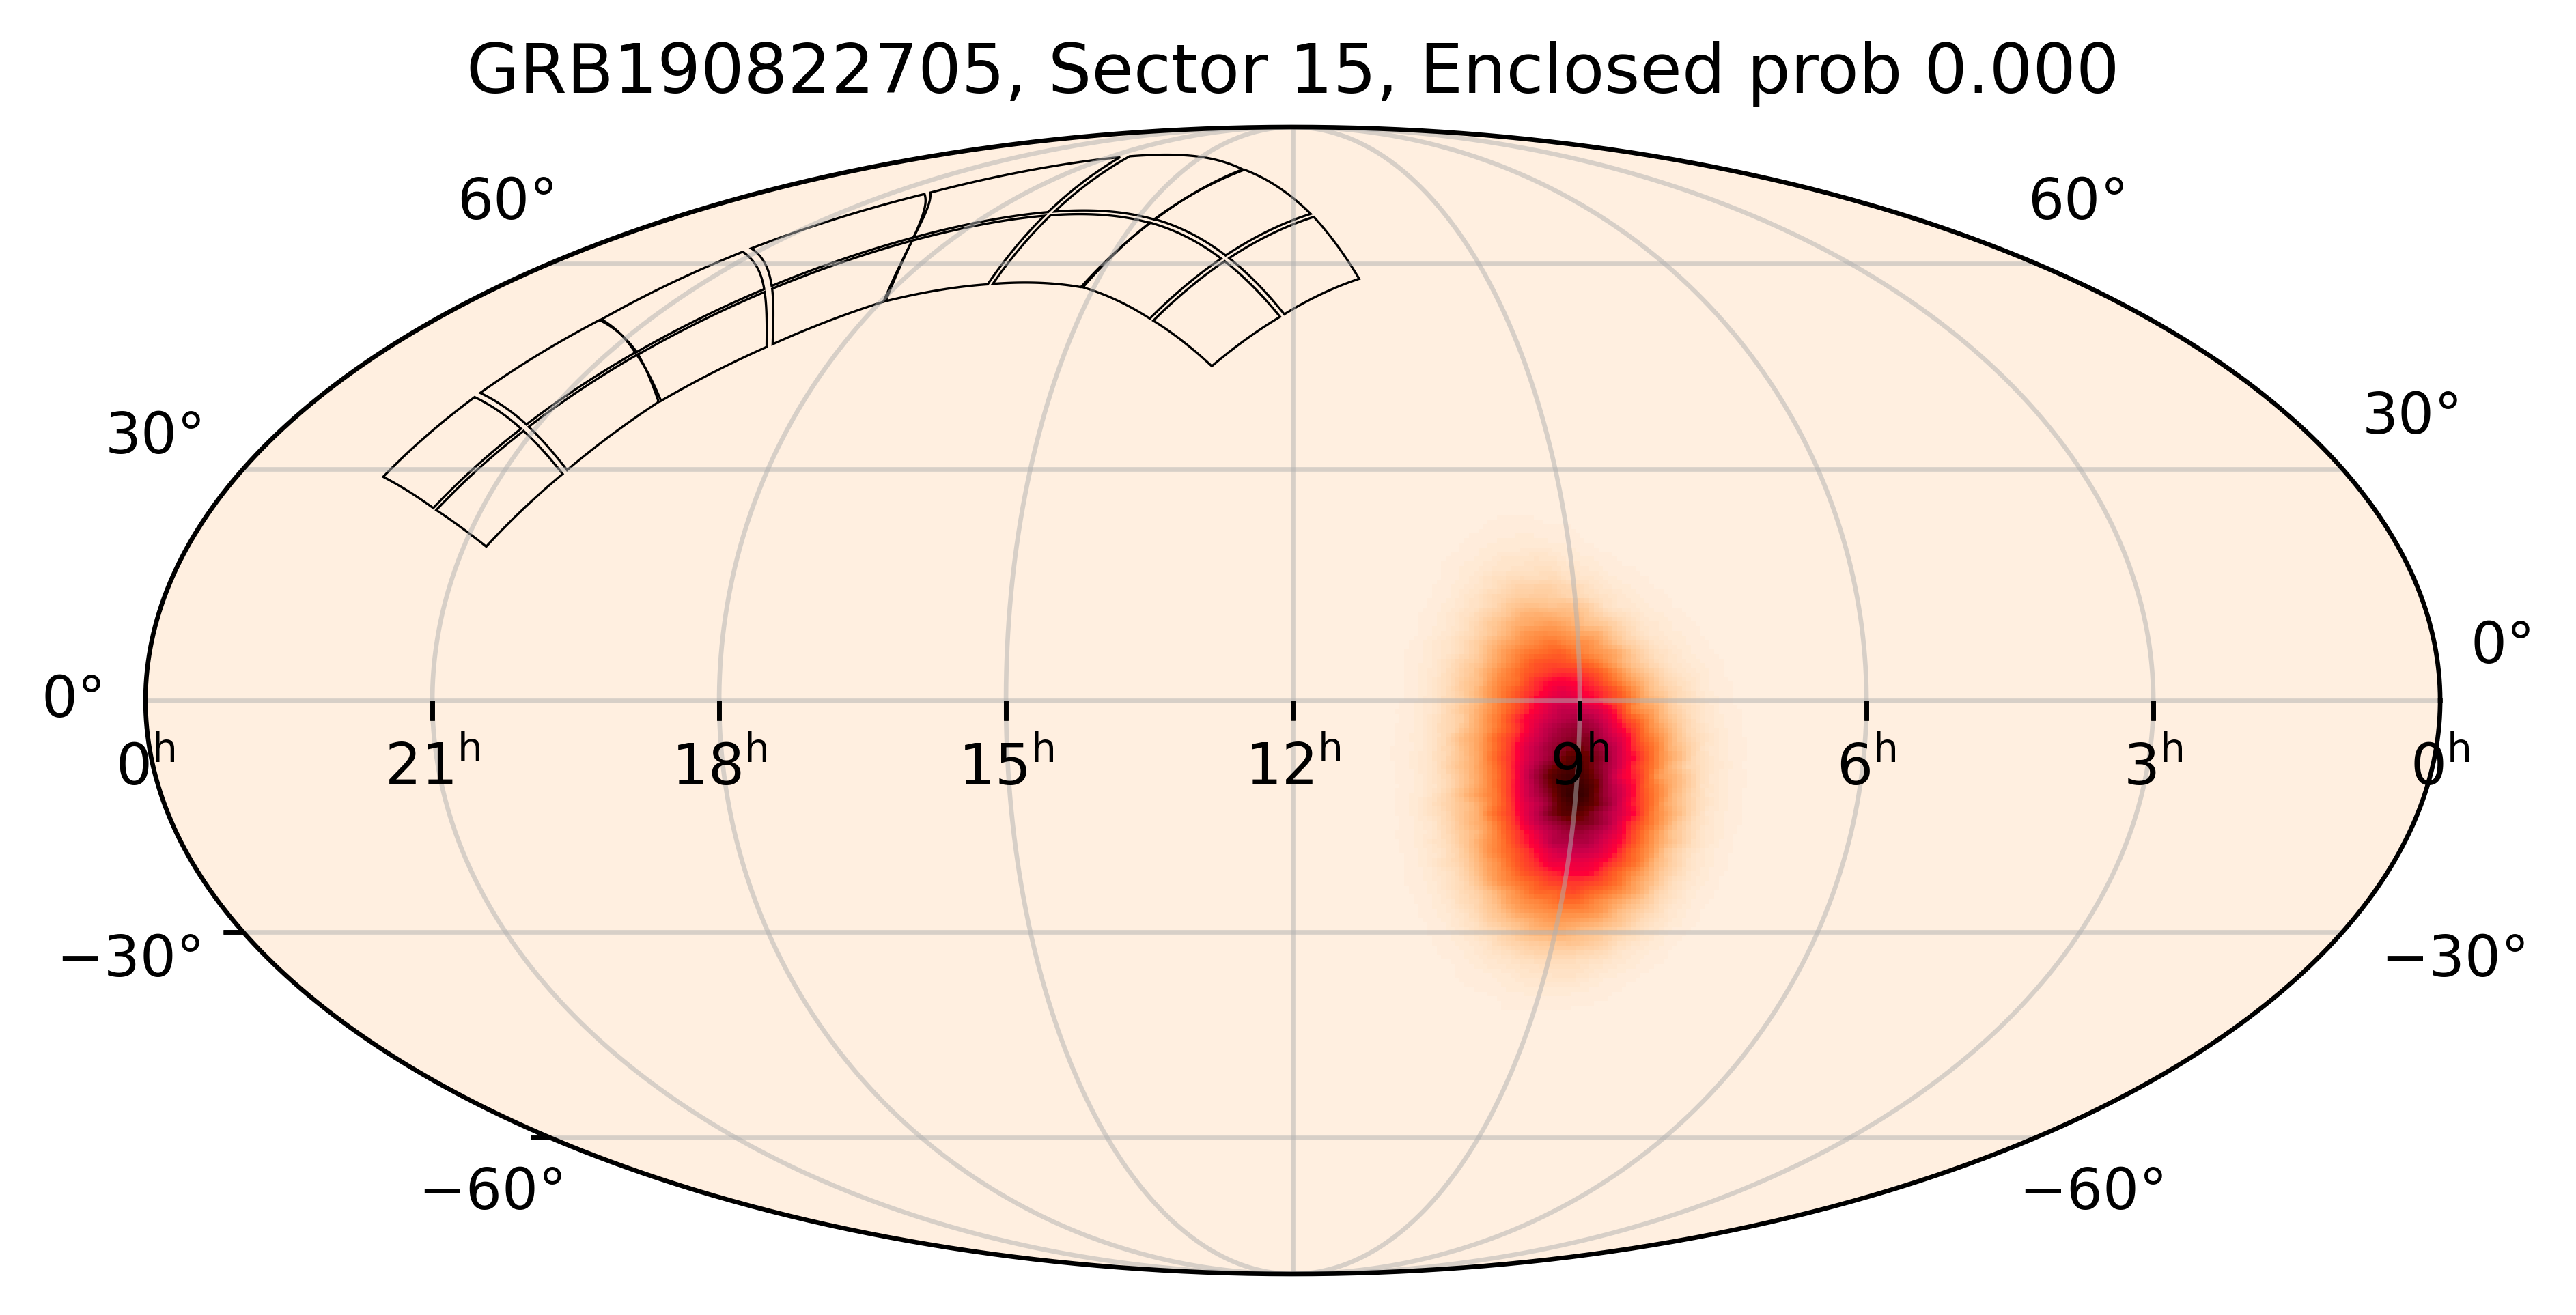 GRB190822705, Sector 15, Enclosed prob 0.000
60° 60°
30° 30°
0° 0°
0h 21h 18h 15h 12h 9h 6h 3h 0h
−30° −30°
−60° −60°